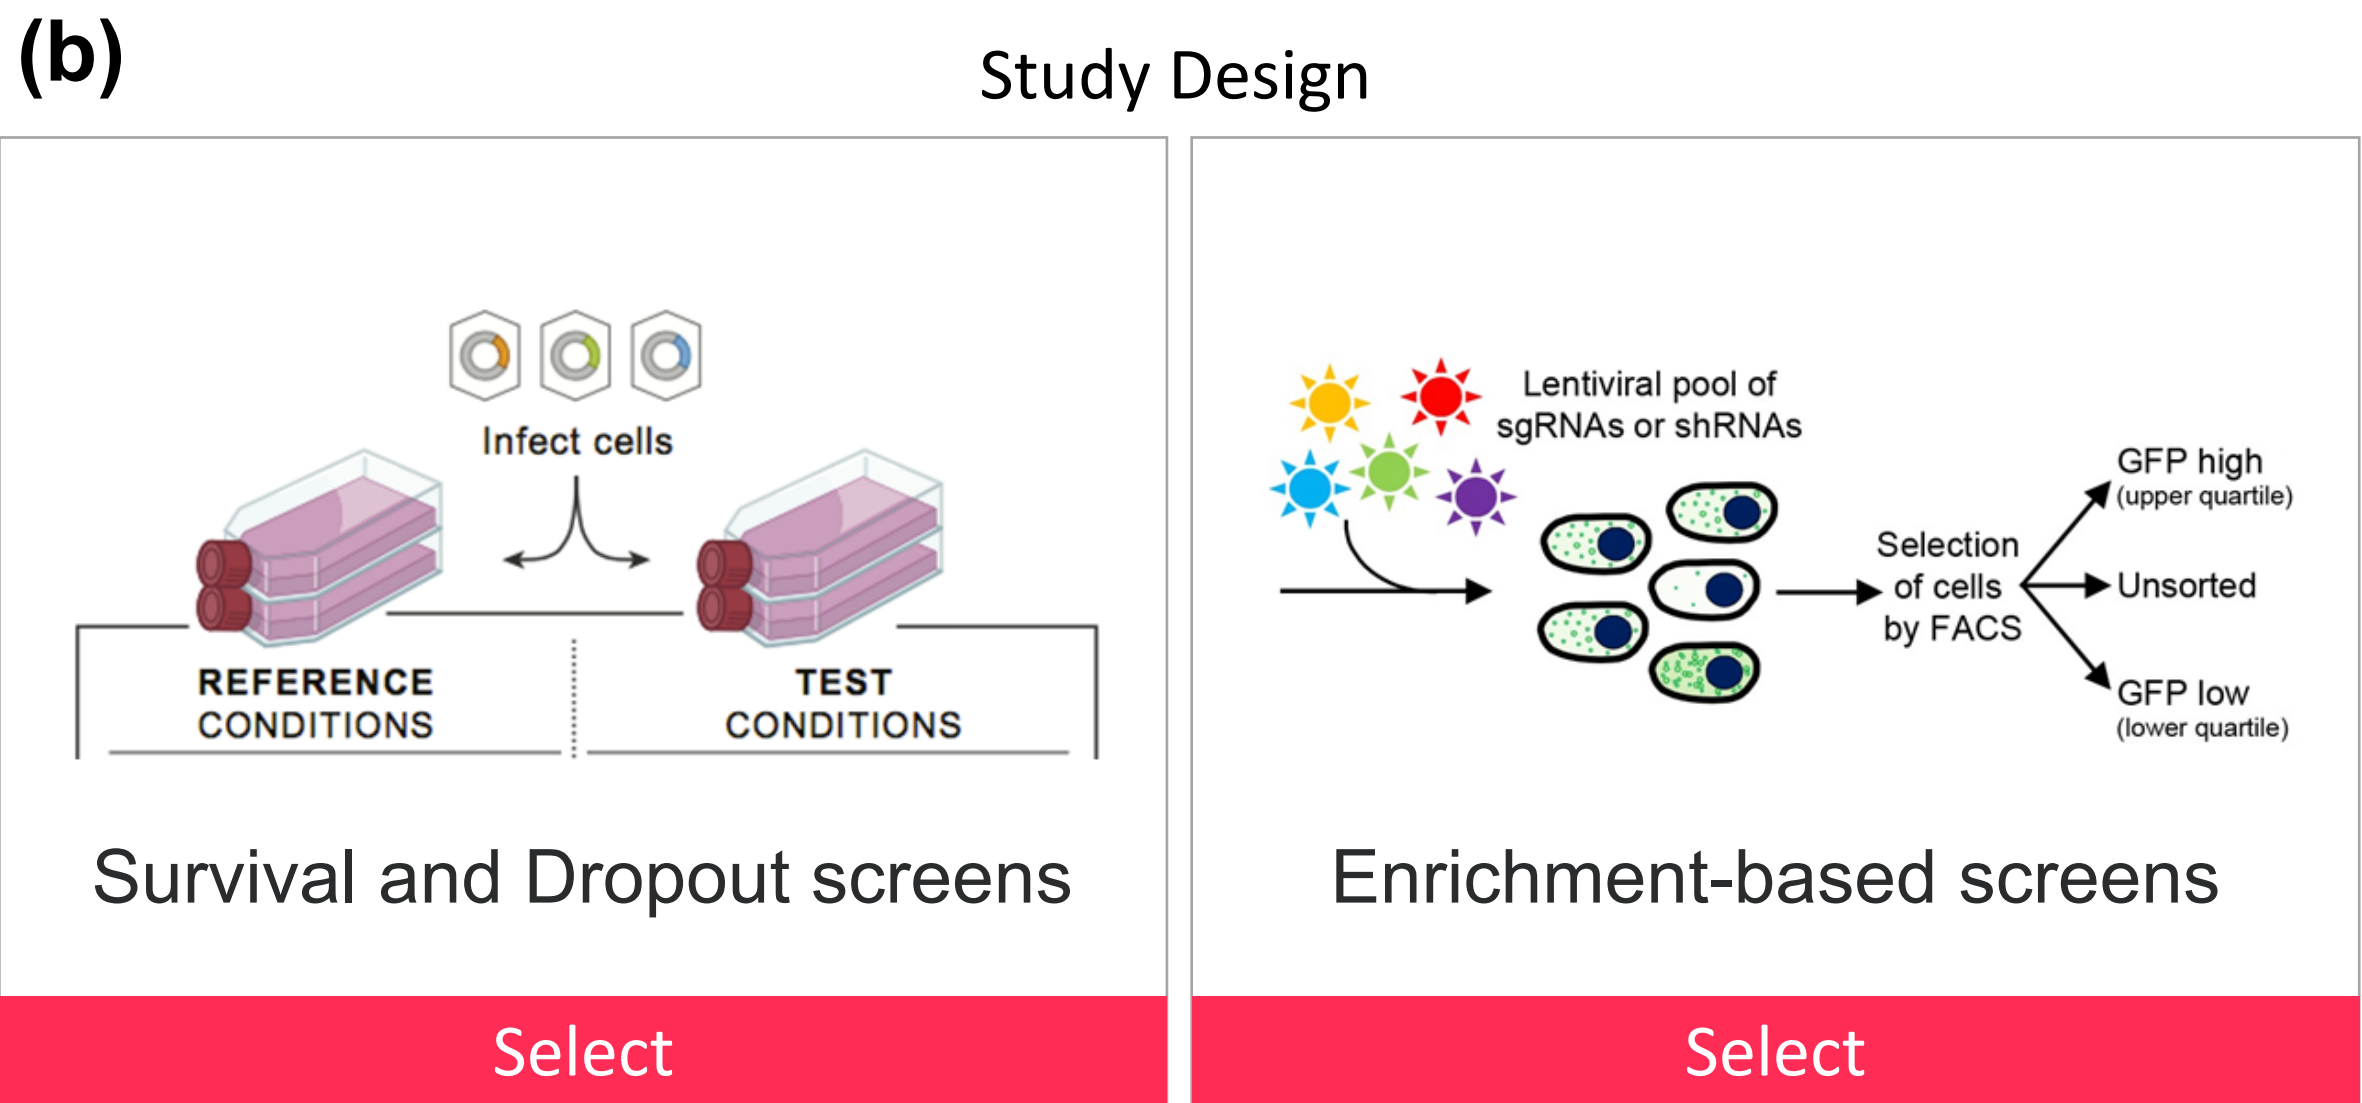 (b)
Study Design
Infect cells
REFERENCE
CONDITIONS
TEST
CONDITIONS
Survival and Dropout screens
Select
Lentiviral pool of
sgRNAs or shRNAs
Selection
of cells
by FACS
GFP high
(upper quartile)
Unsorted
GFP low
(lower quartile)
Enrichment-based screens
Select